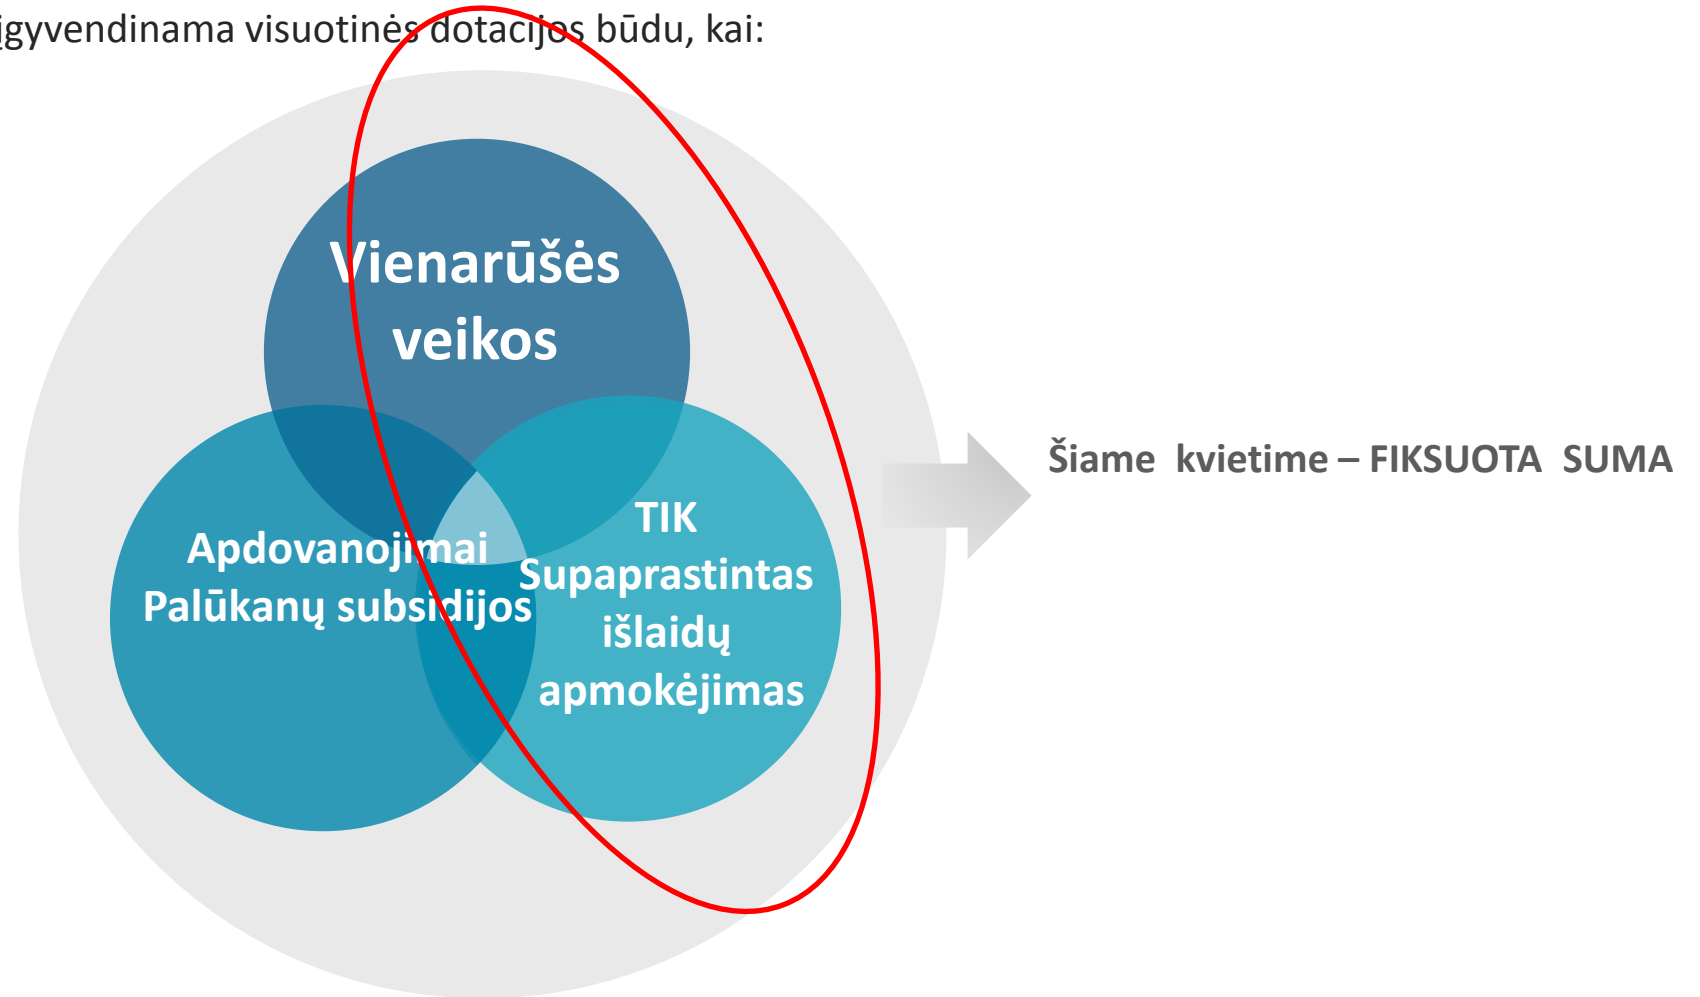 įgyvendinama visuotinės dotacijos būdu, kai:
Vienarūšės
veikos
Apdovanojimai
Palūkanų subsidijos
TIK
Supaprastintas
išlaidų
apmokėjimas
Šiame kvietime – FIKSUOTA SUMA